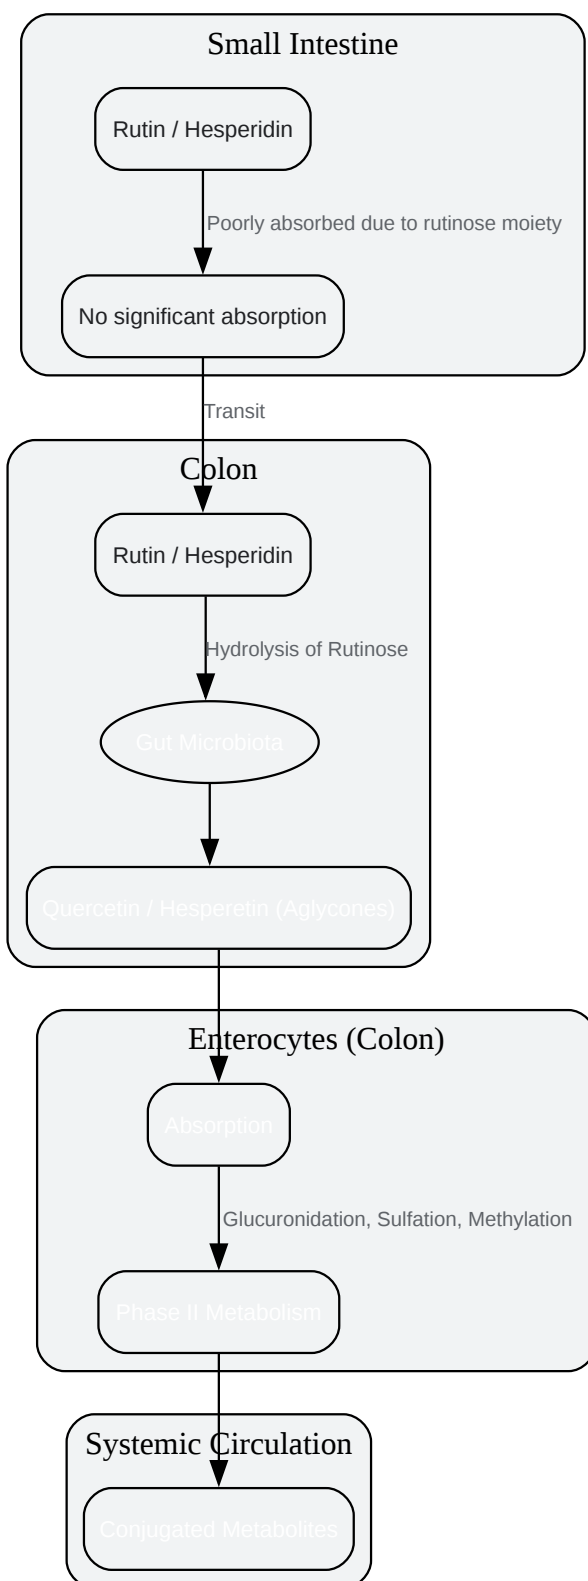 Small Intestine
Rutin / Hesperidin
Poorly absorbed due to rutinose moiety
No significant absorption
Transit
Colon
Rutin / Hesperidin
Hydrolysis of Rutinose
Gut Microbiota
Quercetin / Hesperetin (Aglycones)
Enterocytes (Colon)
Absorption
Glucuronidation, Sulfation, Methylation
Phase II Metabolism
Systemic Circulation
Conjugated Metabolites